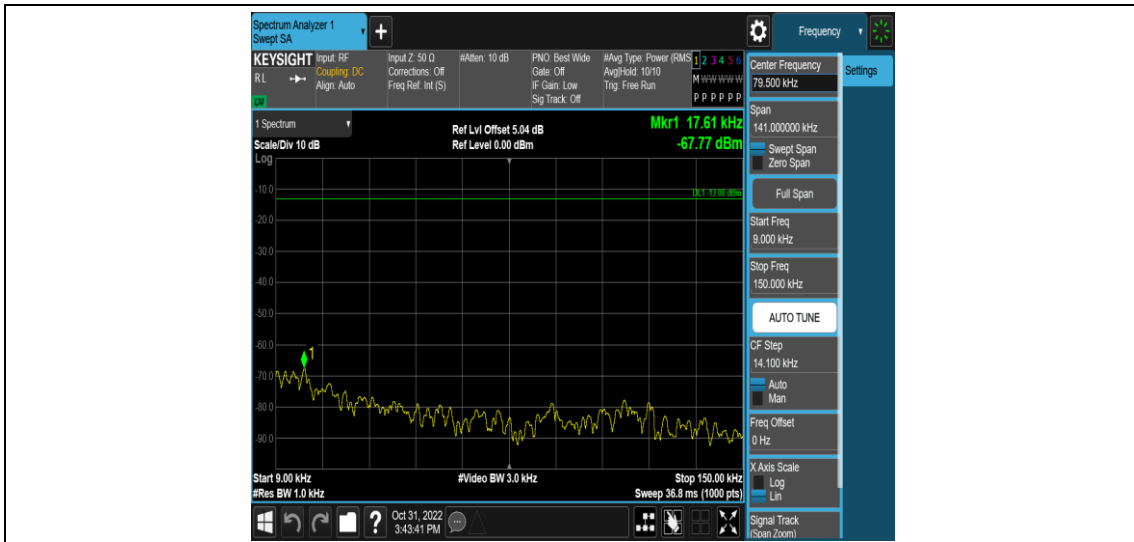 Spectrum Analyzer 1
Swept SA
+
Frequency
KEYSIGHT
RL
LXI
Input: RF
Coupling: DC
Align: Auto
Input Z: 50 Ω
Corrections: Off
Freq Ref: Int (S)
#Atten: 10 dB
PNO: Best Wide
Gate: Off
IF Gain: Low
Sig Track: Off
#Avg Type: Power (RMS
Avg|Hold: 10/10
Trig: Free Run
1 2 3 4 5 6
M W W W W W
P P P P P P
1 Spectrum
Scale/Div 10 dB
Log
Ref Lvl Offset 5.04 dB
Ref Level 0.00 dBm
Mkr1 17.61 kHz
-67.77 dBm
DL1 -13.00 dBm
-10.0
-20.0
-30.0
-40.0
-50.0
-60.0
-70.0
-80.0
-90.0
1
Start 9.00 kHz
#Res BW 1.0 kHz
#Video BW 3.0 kHz
Stop 150.00 kHz
Sweep 36.8 ms (1000 pts)
Center Frequency
79.500 kHz
Settings
Span
141.000000 kHz
Swept Span
Zero Span
Full Span
Start Freq
9.000 kHz
Stop Freq
150.000 kHz
AUTO TUNE
CF Step
14.100 kHz
Auto
Man
Freq Offset
0 Hz
X Axis Scale
Log
Lin
Signal Track
(Span Zoom)
?
Oct 31, 2022
3:43:41 PM